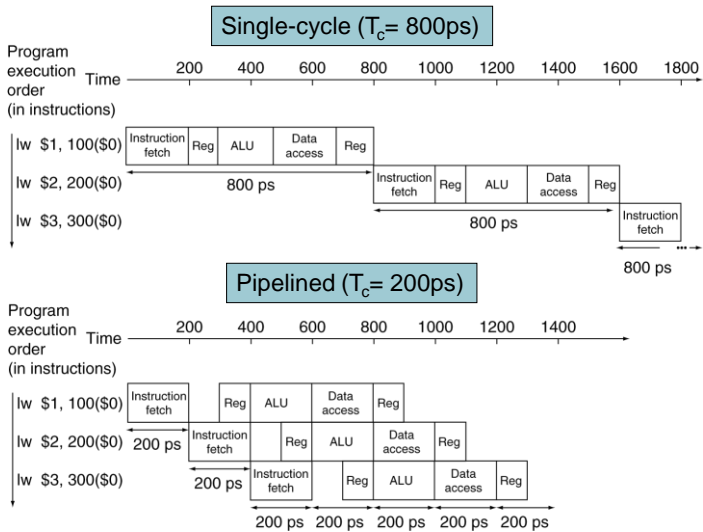 Single-cycle (Tc= 800ps)
Program
execution
order
(in instructions)
Time
200 400 600 800 1000 1200 1400 1600 1800
lw $1, 100($0)
Instruction
fetch
Reg
ALU
Data
access
Reg
800 ps
lw $2, 200($0)
Instruction
fetch
Reg
ALU
Data
access
Reg
800 ps
lw $3, 300($0)
Instruction
fetch
...
800 ps
Pipelined (Tc= 200ps)
Program
execution
order
(in instructions)
Time
200 400 600 800 1000 1200 1400
lw $1, 100($0)
Instruction
fetch
Reg
ALU
Data
access
Reg
200 ps
lw $2, 200($0)
Instruction
fetch
Reg
ALU
Data
access
Reg
200 ps
lw $3, 300($0)
Instruction
fetch
Reg
ALU
Data
access
Reg
200 ps 200 ps 200 ps 200 ps 200 ps